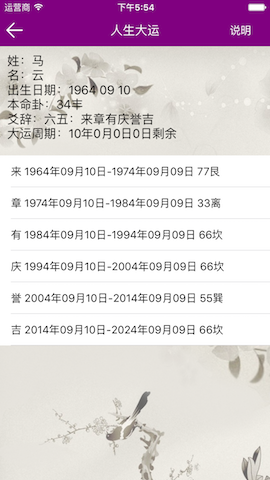 运营商 下午5:54
人生大运 说明
姓：马
名：云
出生日期：1964 09 10
本命卦：34丰
爻辞：六五：来章有庆誉吉
大运周期：10年0月0日0日剩余
来 1964年09月10日-1974年09月09日 77艮
章 1974年09月10日-1984年09月09日 33离
有 1984年09月10日-1994年09月09日 66坎
庆 1994年09月10日-2004年09月09日 66坎
誉 2004年09月10日-2014年09月09日 55巽
吉 2014年09月10日-2024年09月09日 66坎